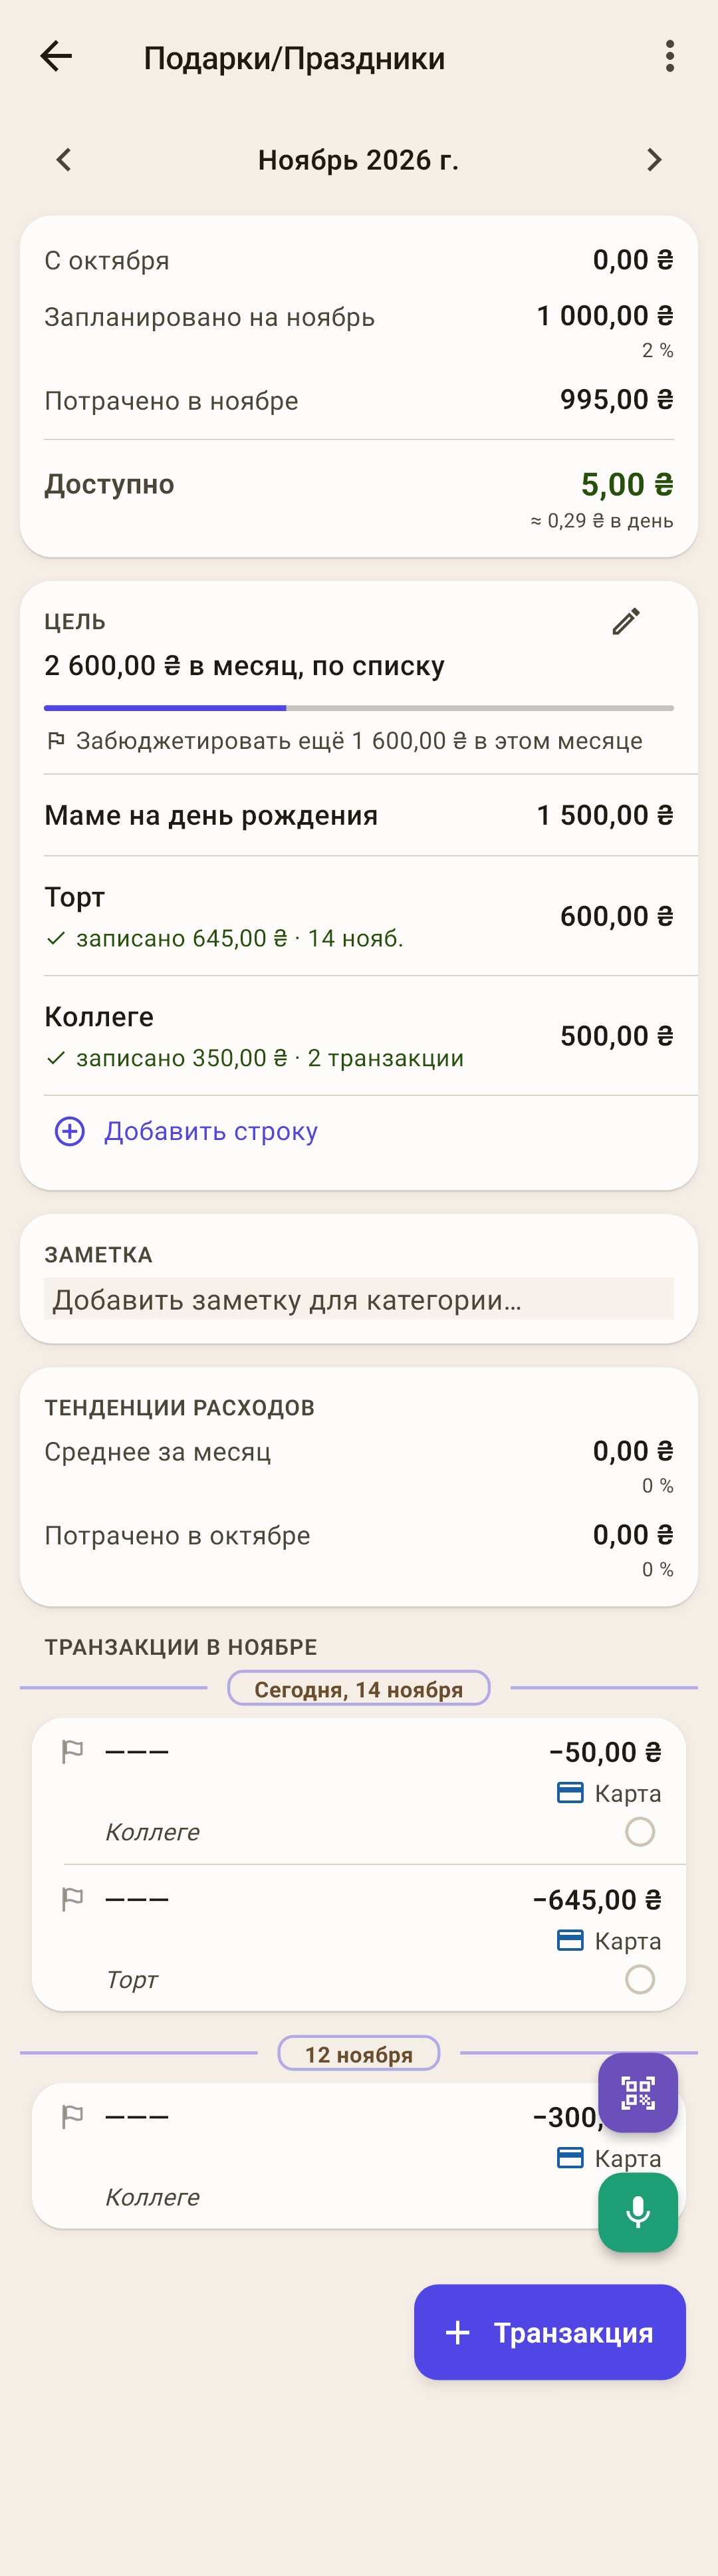 Подарки/Праздники
Ноябрь 2026 г.
С октября 0,00 ₴
Запланировано на ноябрь 1 000,00 ₴
2 %
Потрачено в ноябре 995,00 ₴
Доступно 5,00 ₴
≈ 0,29 ₴ в день
ЦЕЛЬ
2 600,00 ₴ в месяц, по списку
Забюджетировать ещё 1 600,00 ₴ в этом месяце
Маме на день рождения 1 500,00 ₴
Торт 600,00 ₴
✓ записано 645,00 ₴ · 14 нояб.
Коллеге 500,00 ₴
✓ записано 350,00 ₴ · 2 транзакции
Добавить строку
ЗАМЕТКА
Добавить заметку для категории…
ТЕНДЕНЦИИ РАСХОДОВ
Среднее за месяц 0,00 ₴
0 %
Потрачено в октябре 0,00 ₴
0 %
ТРАНЗАКЦИИ В НОЯБРЕ
Сегодня, 14 ноября
——— −50,00 ₴
Карта
Коллеге
——— −645,00 ₴
Карта
Торт
12 ноября
——— −300,
Карта
Коллеге
+ Транзакция